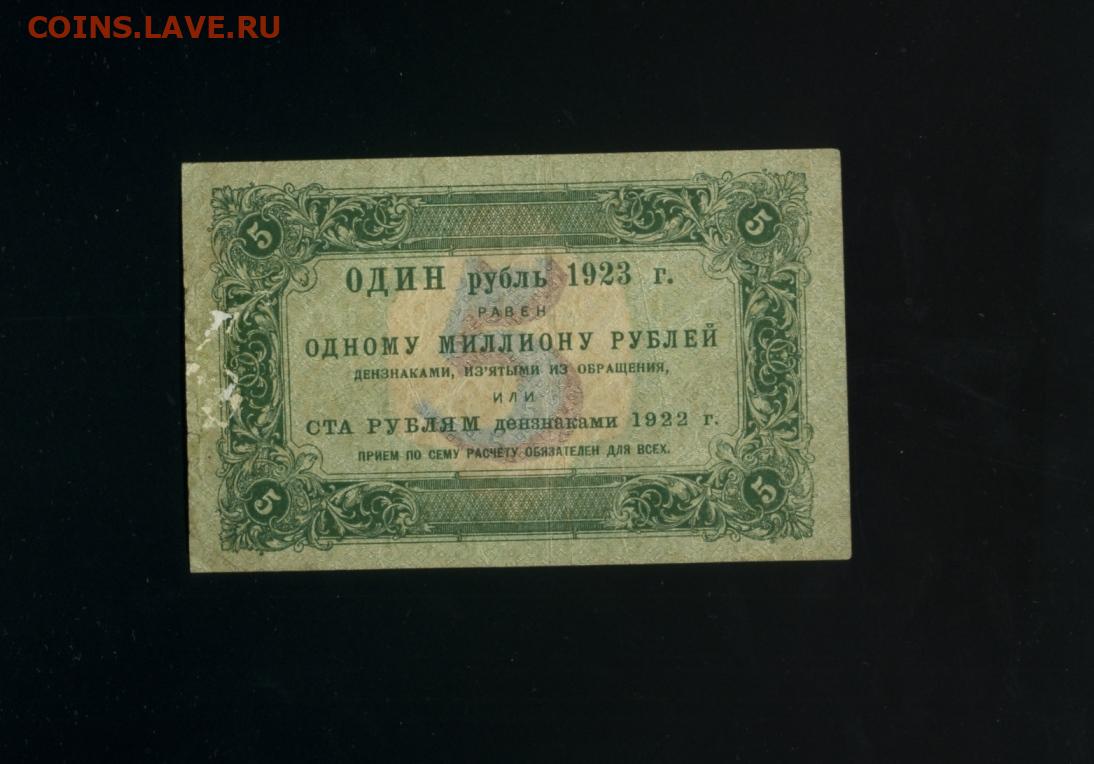 COINS.LAVE.RU
5 5
ОДИН рубль 1923 г.
РАВЕН
ОДНОМУ МИЛЛИОНУ РУБЛЕЙ
ДЕНЗНАКАМИ, ИЗ'ЯТЫМИ ИЗ ОБРАЩЕНИЯ,
ИЛИ
5
СТА РУБЛЯМ дензнаками 1922 г.
ПРИЕМ ПО СЕМУ РАСЧЕТУ ОБЯЗАТЕЛЕН ДЛЯ ВСЕХ.
5 5